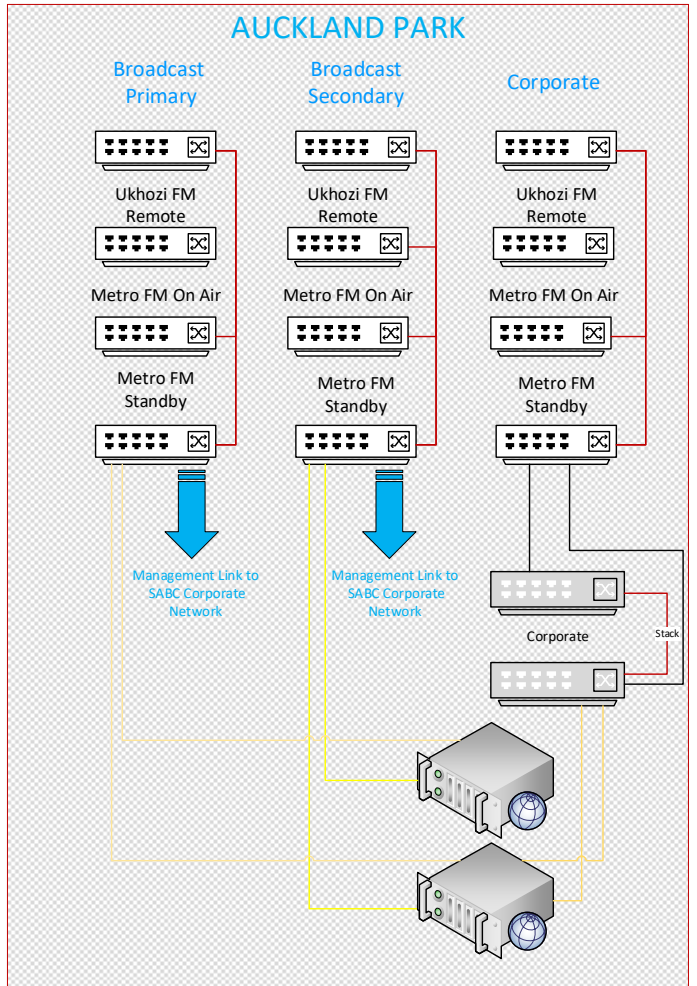 AUCKLAND PARK
Broadcast
Primary
Broadcast
Secondary
Corporate
Ukhozi FM
Remote
Ukhozi FM
Remote
Ukhozi FM
Remote
Metro FM On Air
Metro FM On Air
Metro FM On Air
Metro FM
Standby
Metro FM
Standby
Metro FM
Standby
Management Link to
SABC Corporate
Network
Management Link to
SABC Corporate
Network
Corporate
Stack